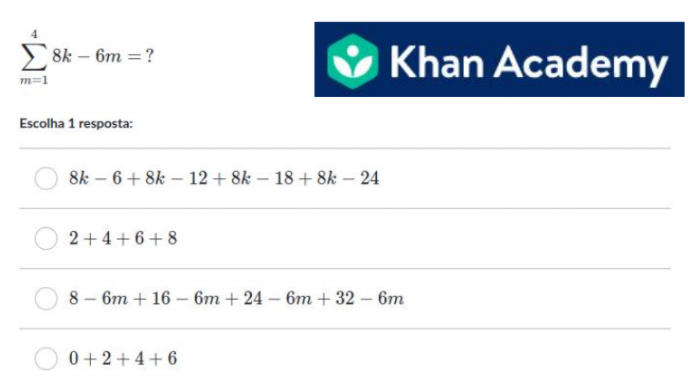 4
∑ 8k − 6m = ?
m=1
Khan Academy
Escolha 1 resposta:
8k − 6 + 8k − 12 + 8k − 18 + 8k − 24
2 + 4 + 6 + 8
8 − 6m + 16 − 6m + 24 − 6m + 32 − 6m
0 + 2 + 4 + 6